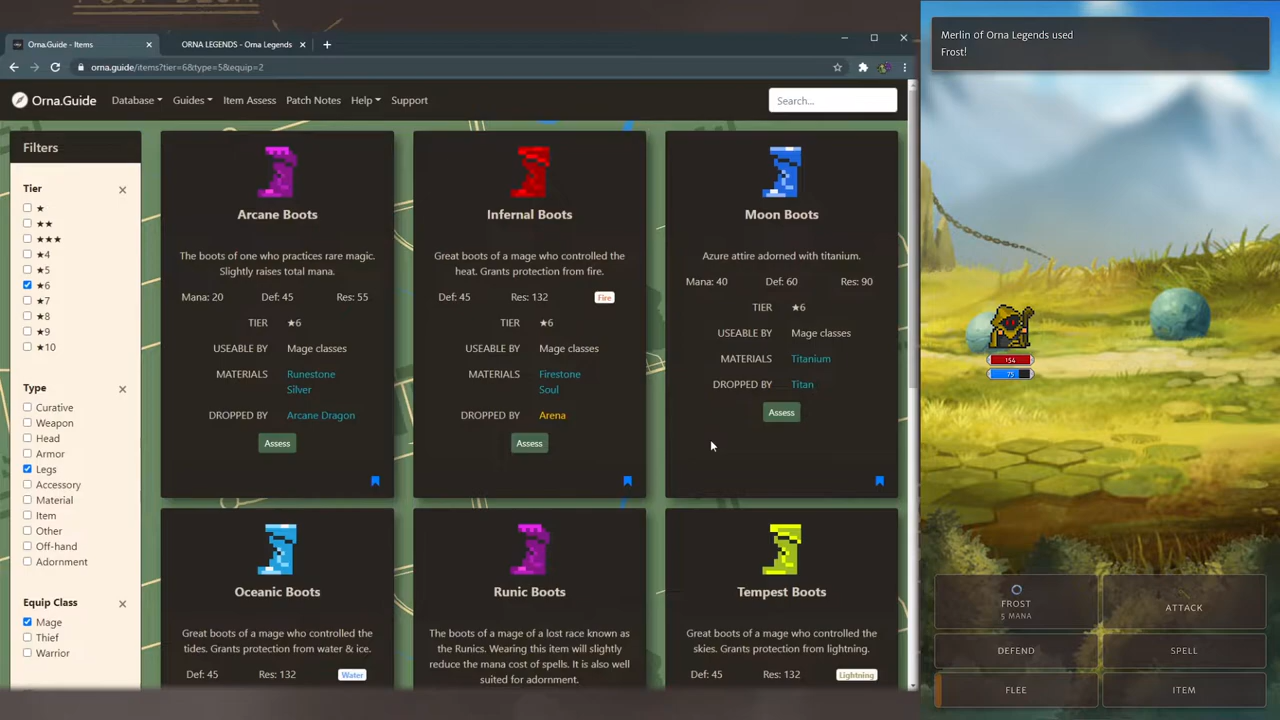 Orna.Guide - Items
ORNA LEGENDS - Orna Legends
orna.guide/items?tier=6&type=5&equip=2
Orna.Guide
Database
Guides
Item Assess
Patch Notes
Help
Support
Search...
Filters
Tier
★
★★
★★★
★4
★5
★6
★7
★8
★9
★10
Type
Curative
Weapon
Head
Armor
Legs
Accessory
Material
Item
Other
Off-hand
Adornment
Equip Class
Mage
Thief
Warrior
Arcane Boots
The boots of one who practices rare magic.
Slightly raises total mana.
Mana: 20 Def: 45 Res: 55
TIER ★6
USEABLE BY Mage classes
MATERIALS Runestone
Silver
DROPPED BY Arcane Dragon
Assess
Infernal Boots
Great boots of a mage who controlled the
heat. Grants protection from fire.
Def: 45 Res: 132 Fire
TIER ★6
USEABLE BY Mage classes
MATERIALS Firestone
Soul
DROPPED BY Arena
Assess
Moon Boots
Azure attire adorned with titanium.
Mana: 40 Def: 60 Res: 90
TIER ★6
USEABLE BY Mage classes
MATERIALS Titanium
DROPPED BY Titan
Assess
Oceanic Boots
Great boots of a mage who controlled the
tides. Grants protection from water & ice.
Def: 45 Res: 132 Water
Runic Boots
The boots of a mage of a lost race known as
the Runics. Wearing this item will slightly
reduce the mana cost of spells. It is also well
suited for adornment.
Tempest Boots
Great boots of a mage who controlled the
skies. Grants protection from lightning.
Def: 45 Res: 132 Lightning
Merlin of Orna Legends used
Frost!
154
75
FROST
5 MANA
ATTACK
DEFEND
SPELL
FLEE
ITEM